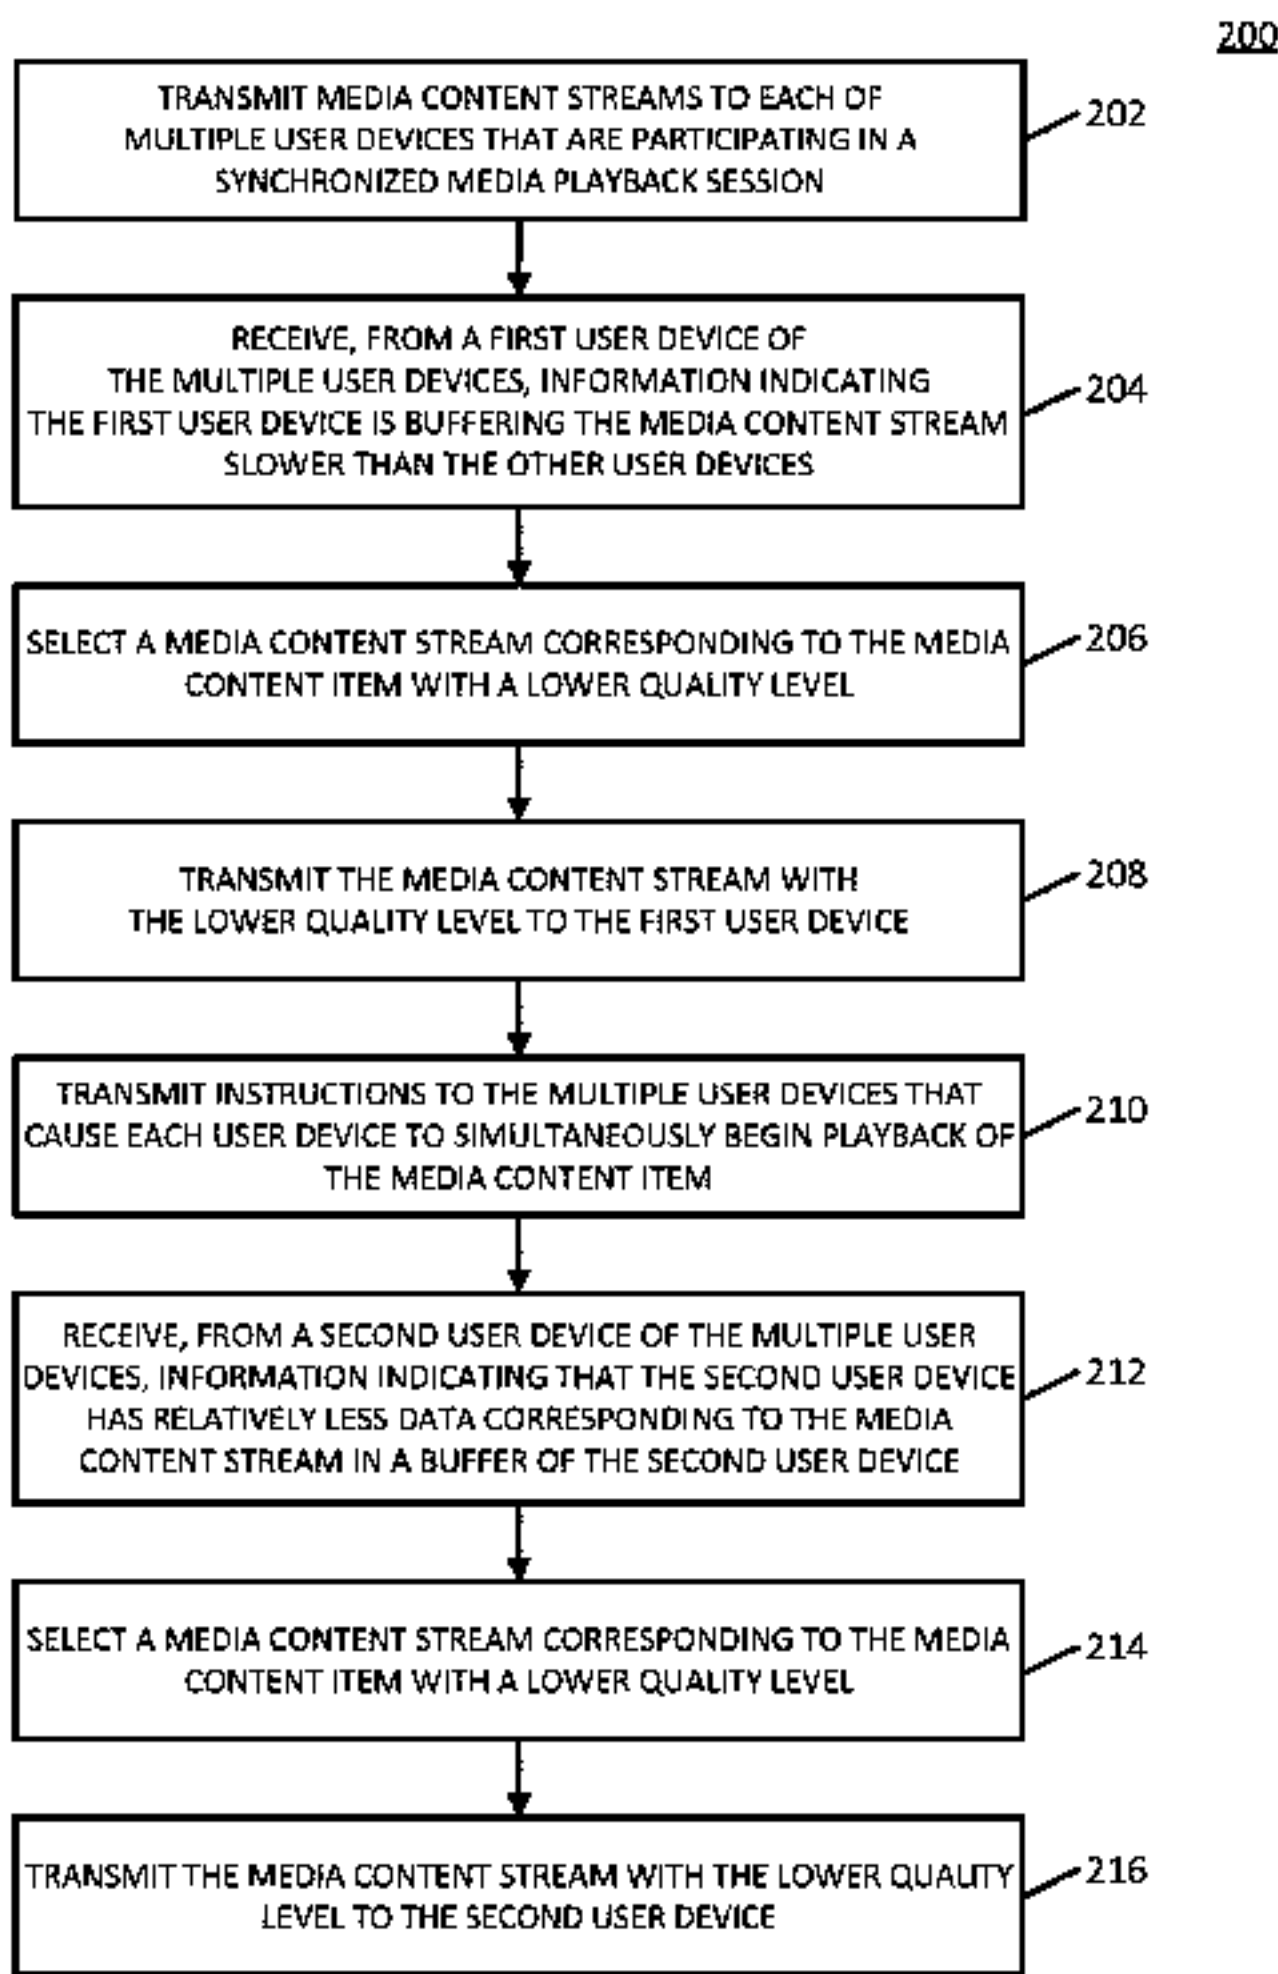 200
TRANSMIT MEDIA CONTENT STREAMS TO EACH OF
MULTIPLE USER DEVICES THAT ARE PARTICIPATING IN A
SYNCHRONIZED MEDIA PLAYBACK SESSION
202
RECEIVE, FROM A FIRST USER DEVICE OF
THE MULTIPLE USER DEVICES, INFORMATION INDICATING
THE FIRST USER DEVICE IS BUFFERING THE MEDIA CONTENT STREAM
SLOWER THAN THE OTHER USER DEVICES
204
SELECT A MEDIA CONTENT STREAM CORRESPONDING TO THE MEDIA
CONTENT ITEM WITH A LOWER QUALITY LEVEL
206
TRANSMIT THE MEDIA CONTENT STREAM WITH
THE LOWER QUALITY LEVEL TO THE FIRST USER DEVICE
208
TRANSMIT INSTRUCTIONS TO THE MULTIPLE USER DEVICES THAT
CAUSE EACH USER DEVICE TO SIMULTANEOUSLY BEGIN PLAYBACK OF
THE MEDIA CONTENT ITEM
210
RECEIVE, FROM A SECOND USER DEVICE OF THE MULTIPLE USER
DEVICES, INFORMATION INDICATING THAT THE SECOND USER DEVICE
HAS RELATIVELY LESS DATA CORRESPONDING TO THE MEDIA
CONTENT STREAM IN A BUFFER OF THE SECOND USER DEVICE
212
SELECT A MEDIA CONTENT STREAM CORRESPONDING TO THE MEDIA
CONTENT ITEM WITH A LOWER QUALITY LEVEL
214
TRANSMIT THE MEDIA CONTENT STREAM WITH THE LOWER QUALITY
LEVEL TO THE SECOND USER DEVICE
216